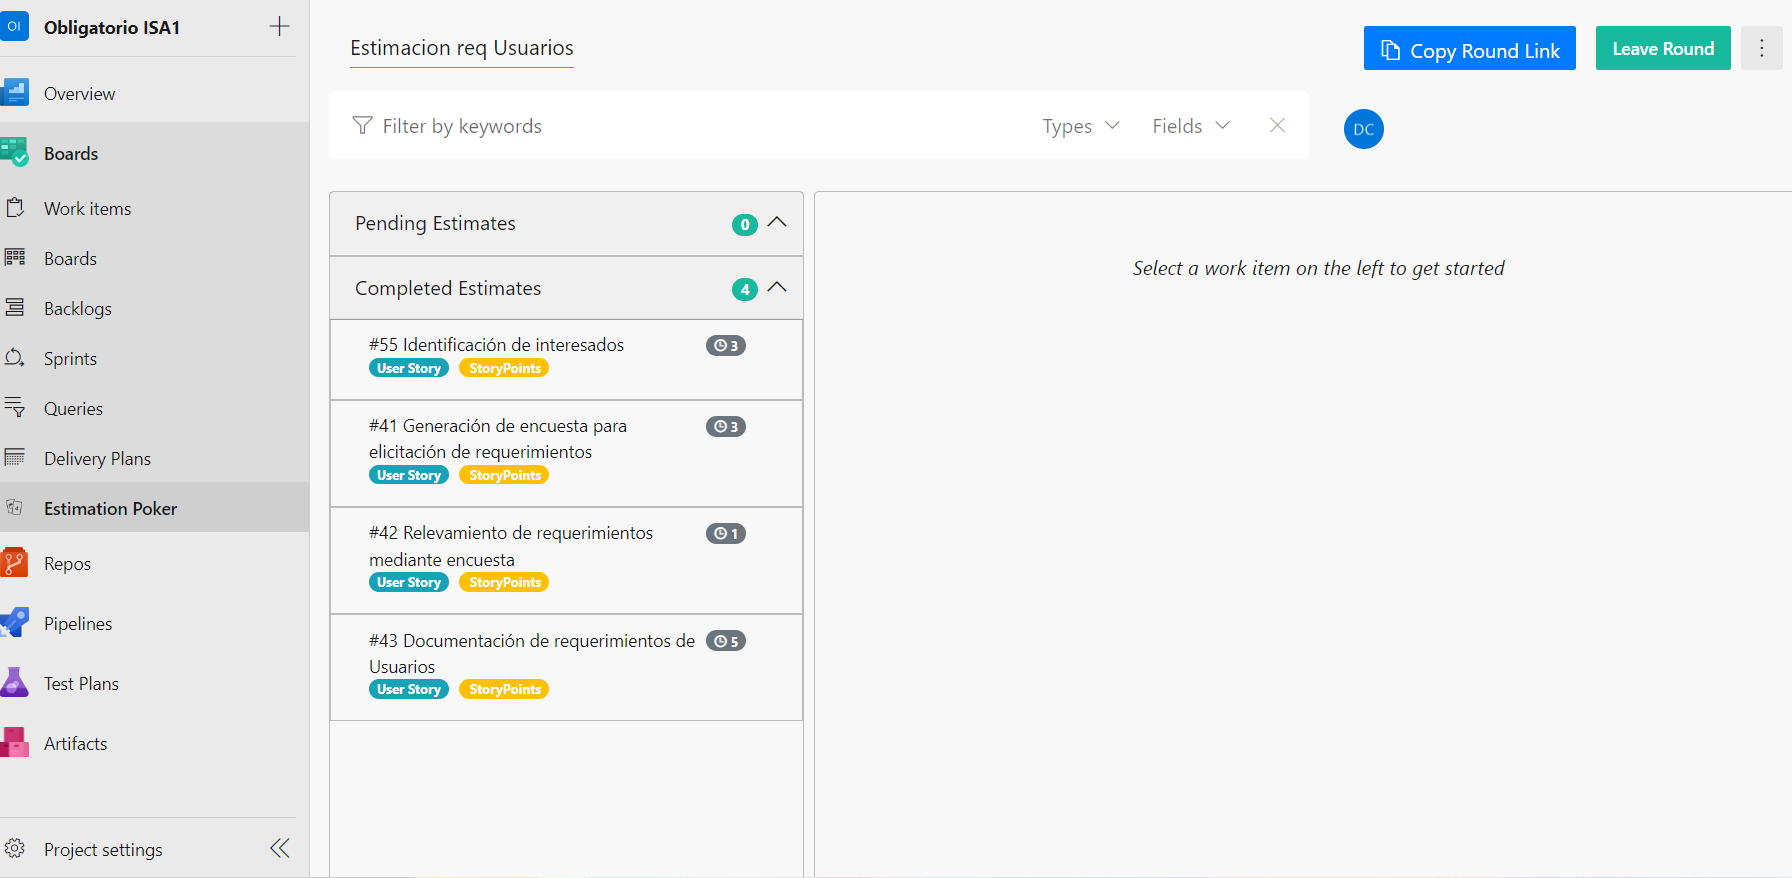 OI
Obligatorio ISA1
Overview
Boards
Work items
Boards
Backlogs
Sprints
Queries
Delivery Plans
Estimation Poker
Repos
Pipelines
Test Plans
Artifacts
Project settings
Estimacion req Usuarios
Copy Round Link
Leave Round
Filter by keywords
Types
Fields
DC
Pending Estimates
0
Completed Estimates
4
#55 Identificación de interesados
3
User Story StoryPoints
#41 Generación de encuesta para
3
elicitación de requerimientos
User Story StoryPoints
#42 Relevamiento de requerimientos
1
mediante encuesta
User Story StoryPoints
#43 Documentación de requerimientos de
5
Usuarios
User Story StoryPoints
Select a work item on the left to get started